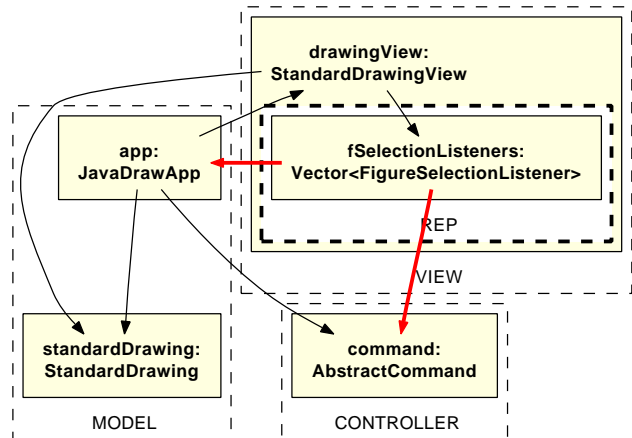 drawingView:
StandardDrawingView
app:
JavaDrawApp
fSelectionListeners:
Vector<FigureSelectionListener>
REP
VIEW
standardDrawing:
StandardDrawing
command:
AbstractCommand
MODEL
CONTROLLER